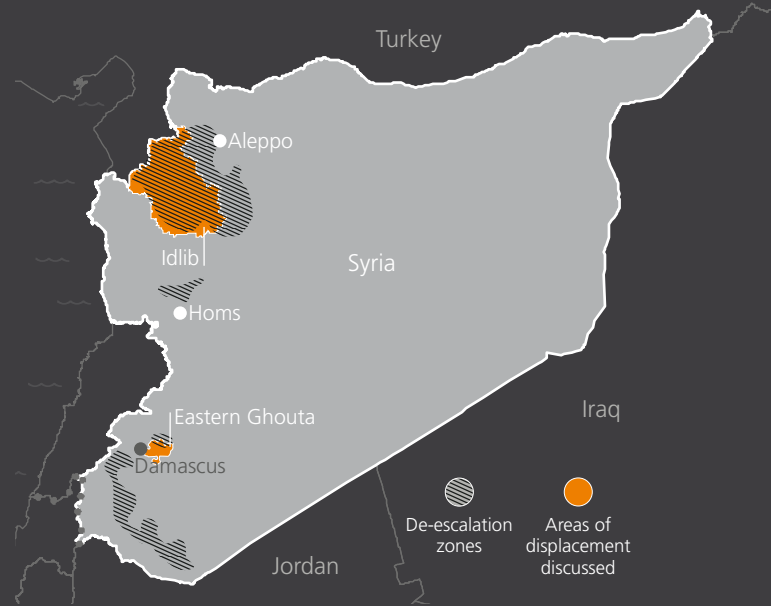 Turkey
Aleppo
Idlib
Syria
Homs
Eastern Ghouta
Iraq
Damascus
De-escalation
zones
Areas of
displacement
discussed
Jordan